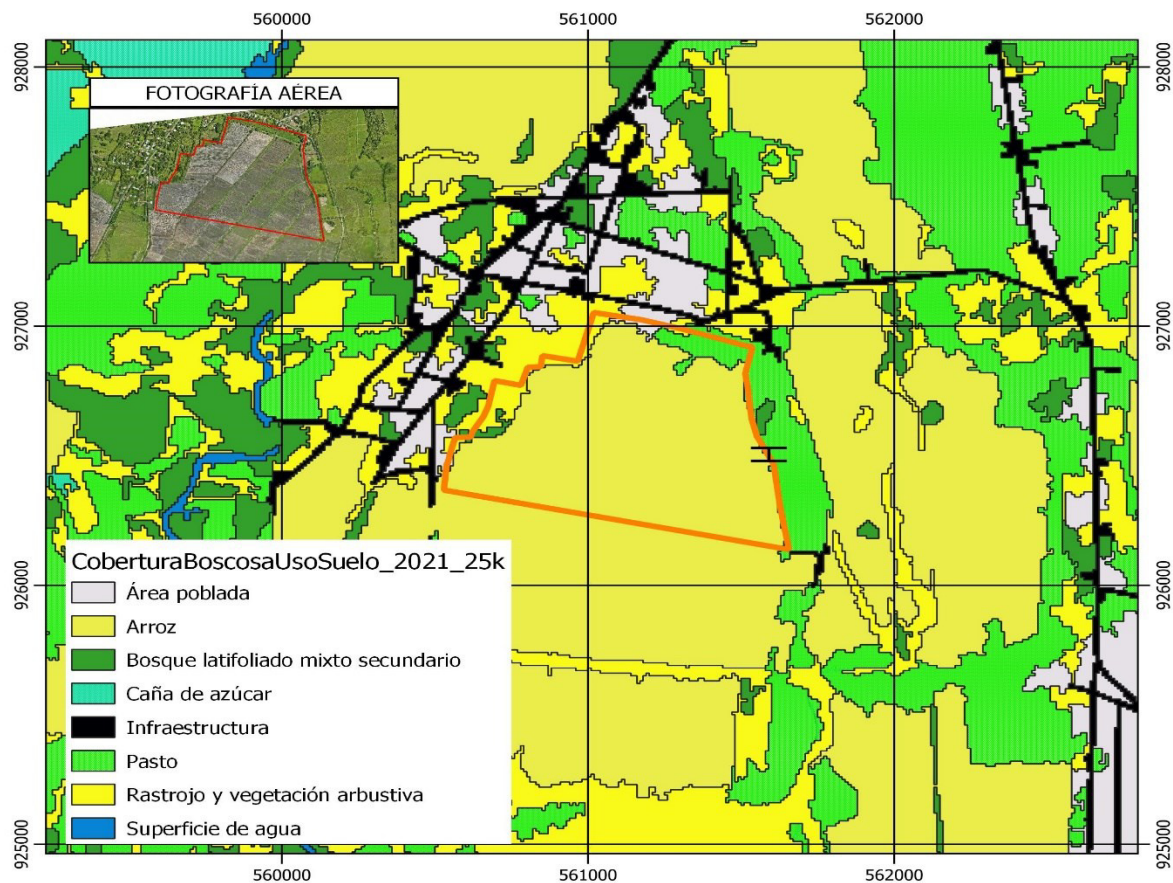 560000
561000
562000
928000
928000
FOTOGRAFÍA AÉREA
927000
927000
926000
926000
CoberturaBoscosaUsoSuelo_2021_25k
Área poblada
Arroz
Bosque latifoliado mixto secundario
Caña de azúcar
Infraestructura
Pasto
Rastrojo y vegetación arbustiva
Superficie de agua
925000
925000
560000
561000
562000